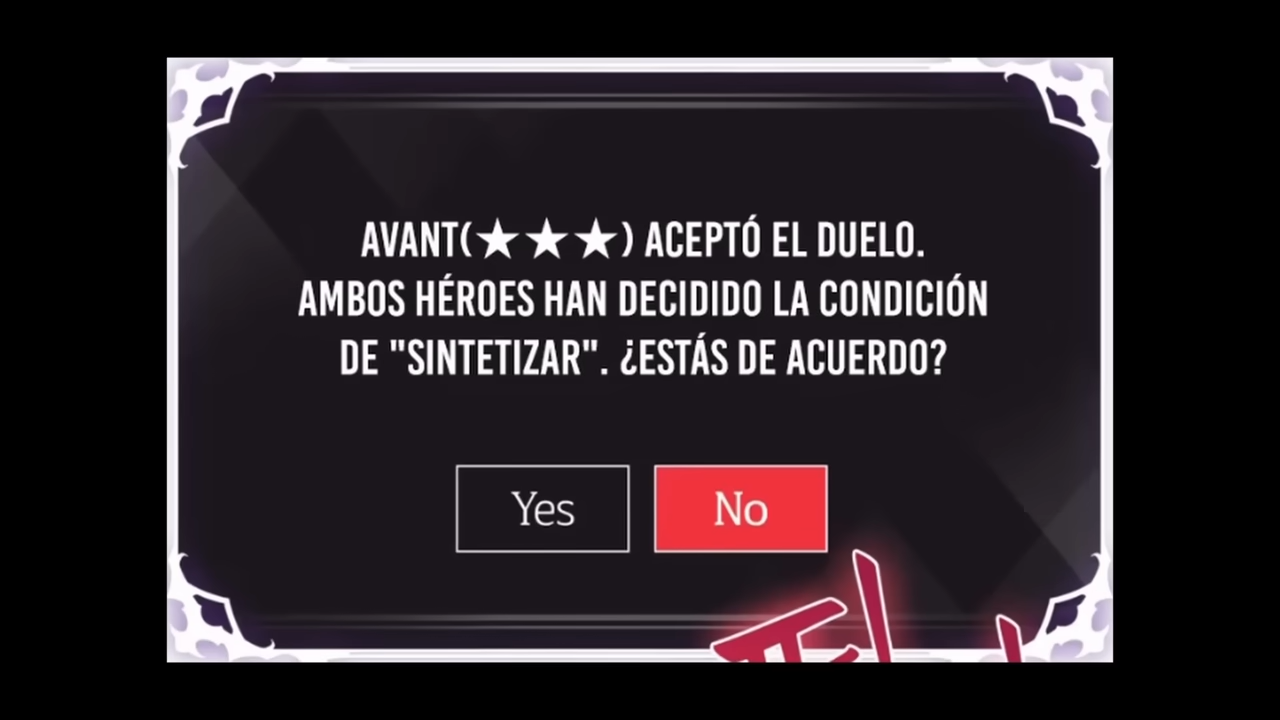 AVANT(★★★) ACEPTÓ EL DUELO.
AMBOS HÉROES HAN DECIDIDO LA CONDICIÓN
DE "SINTETIZAR". ¿ESTÁS DE ACUERDO?
Yes No